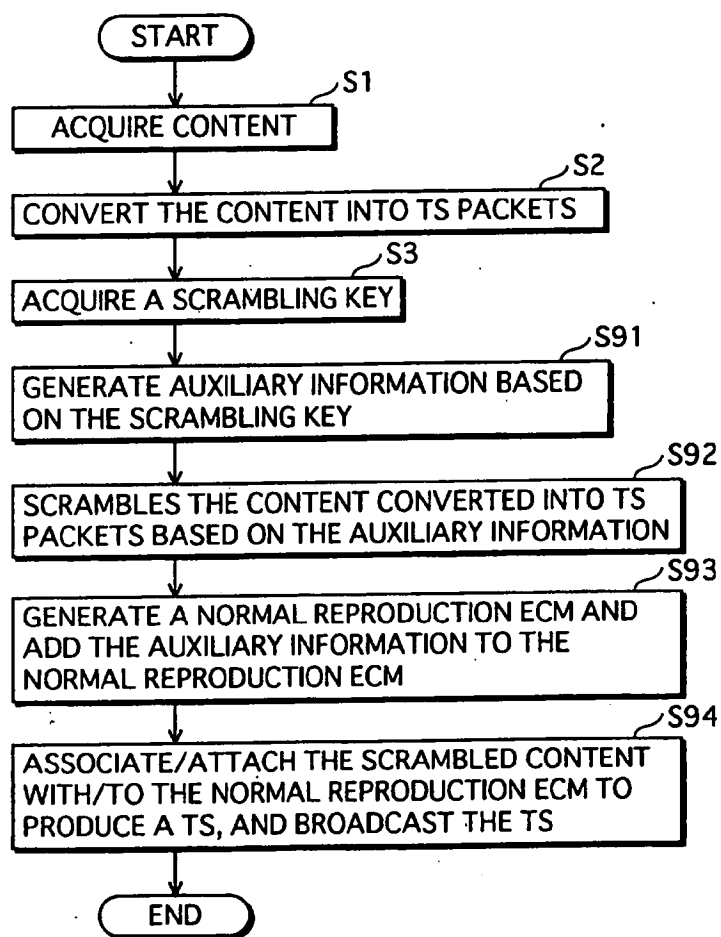 START
S1
ACQUIRE CONTENT
S2
CONVERT THE CONTENT INTO TS PACKETS
S3
ACQUIRE A SCRAMBLING KEY
S91
GENERATE AUXILIARY INFORMATION BASED
ON THE SCRAMBLING KEY
S92
SCRAMBLES THE CONTENT CONVERTED INTO TS
PACKETS BASED ON THE AUXILIARY INFORMATION
S93
GENERATE A NORMAL REPRODUCTION ECM AND
ADD THE AUXILIARY INFORMATION TO THE
NORMAL REPRODUCTION ECM
S94
ASSOCIATE/ATTACH THE SCRAMBLED CONTENT
WITH/TO THE NORMAL REPRODUCTION ECM TO
PRODUCE A TS, AND BROADCAST THE TS
END